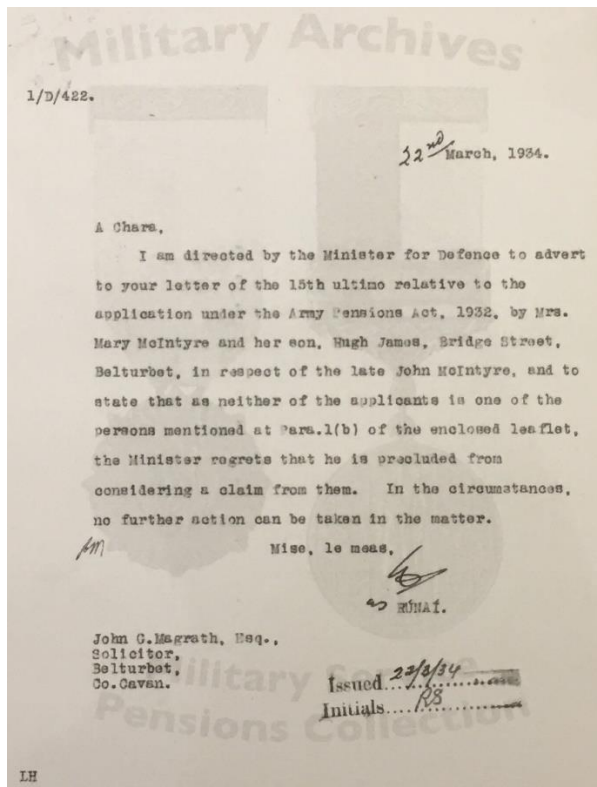 Military Archives
1/D/422.
22nd March, 1934.
A Chara,
I am directed by the Minister for Defence to advert
to your letter of the 15th ultimo relative to the
application under the Army Pensions Act, 1932, by Mrs.
Mary McIntyre and her son, Hugh James, Bridge Street,
Belturbet, in respect of the late John McIntyre, and to
state that as neither of the applicants is one of the
persons mentioned at Para.1(b) of the enclosed leaflet,
the Minister regrets that he is precluded from
considering a claim from them. In the circumstances,
no further action can be taken in the matter.
Mise, le meas,
RÚNAÍ.
John G.Magrath, Esq.,
Solicitor,
Belturbet,
Co.Cavan.
Military Service
Issued 22/3/34
Initials RS
Pensions Collection
LH